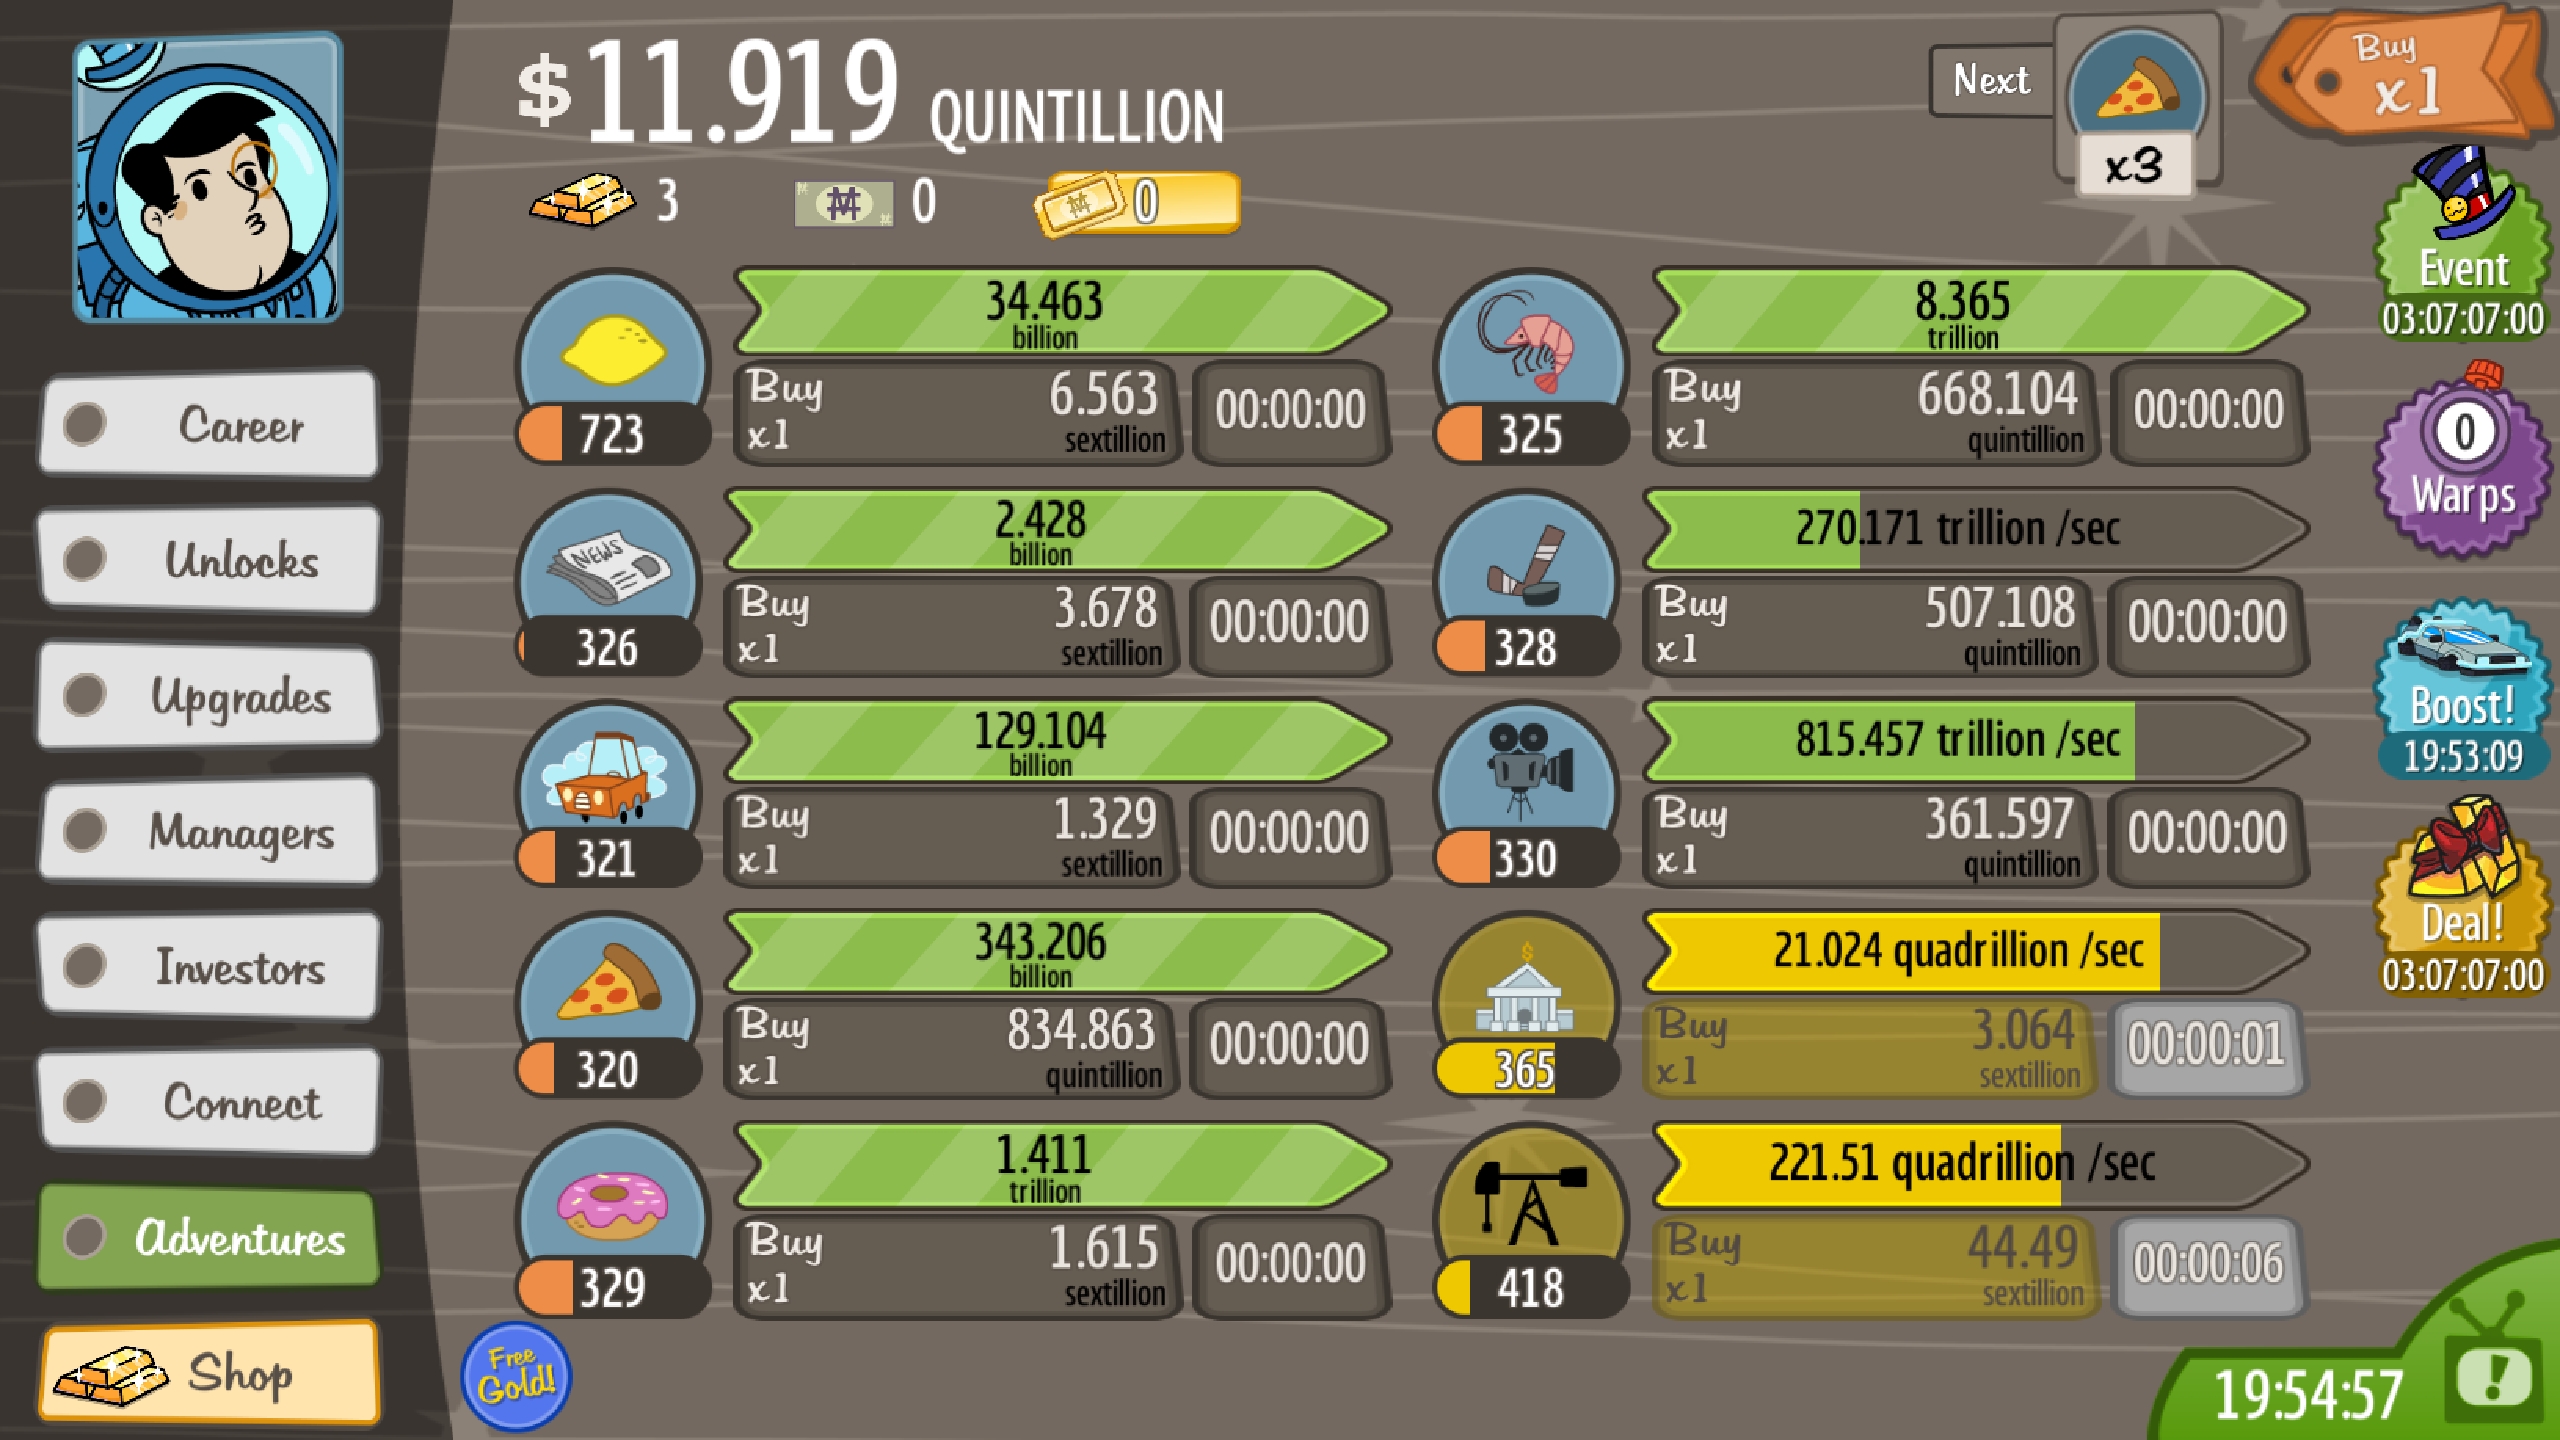 $11.919 QUINTILLION
3 0 0
Next
x3
Buy
x1
Career
Unlocks
Upgrades
Managers
Investors
Connect
Adventures
Shop
34.463
billion
723
Buy
x1
6.563
sextillion
00:00:00
NEWS
2.428
billion
326
Buy
x1
3.678
sextillion
00:00:00
129.104
billion
321
Buy
x1
1.329
sextillion
00:00:00
343.206
billion
320
Buy
x1
834.863
quintillion
00:00:00
1.411
trillion
329
Buy
x1
1.615
sextillion
00:00:00
8.365
trillion
325
Buy
x1
668.104
quintillion
00:00:00
270.171 trillion /sec
328
Buy
x1
507.108
quintillion
00:00:00
815.457 trillion /sec
330
Buy
x1
361.597
quintillion
00:00:00
21.024 quadrillion /sec
365
Buy
x1
3.064
sextillion
00:00:01
221.51 quadrillion /sec
418
Buy
x1
44.49
sextillion
00:00:06
Event
03:07:07:00
0
Warps
Boost!
19:53:09
Deal!
03:07:07:00
Free
Gold!
19:54:57
!